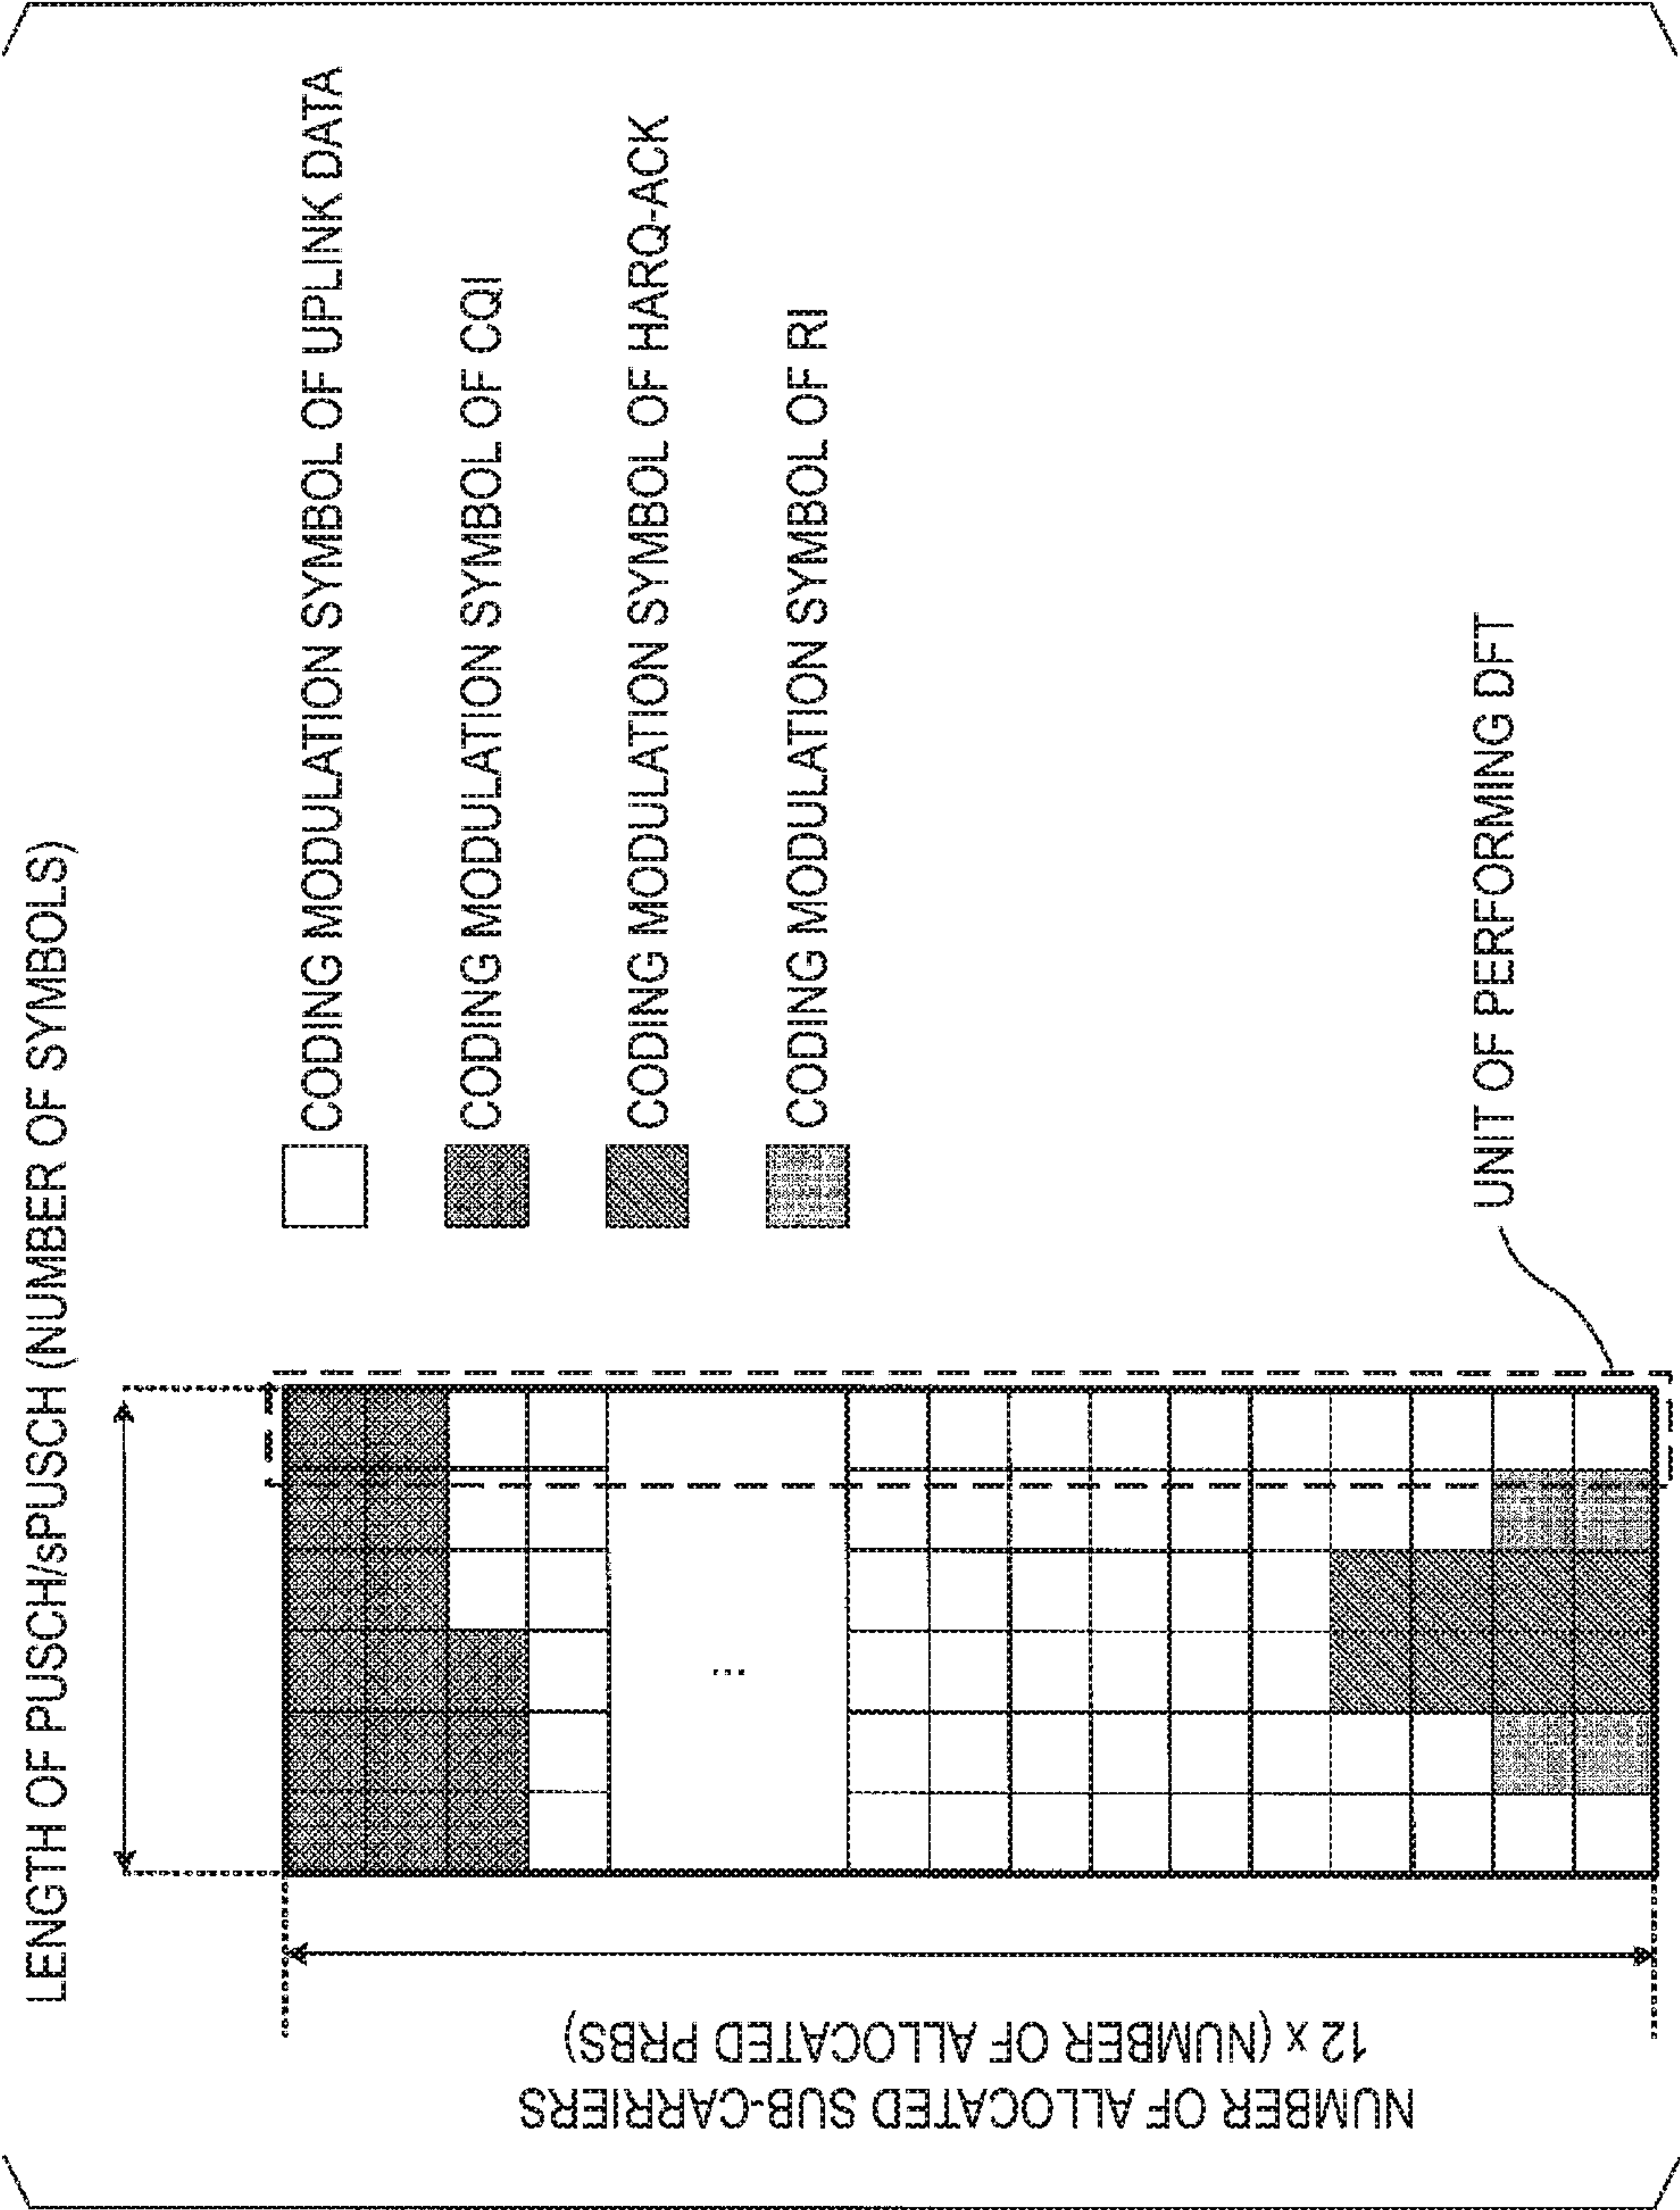 LENGTH OF PUSCH/sPUSCH (NUMBER OF SYMBOLS)
NUMBER OF ALLOCATED SUB-CARRIERS
12 x (NUMBER OF ALLOCATED PRBS)
...
CODING MODULATION SYMBOL OF UPLINK DATA
CODING MODULATION SYMBOL OF CQI
CODING MODULATION SYMBOL OF HARQ-ACK
CODING MODULATION SYMBOL OF RI
UNIT OF PERFORMING DFT